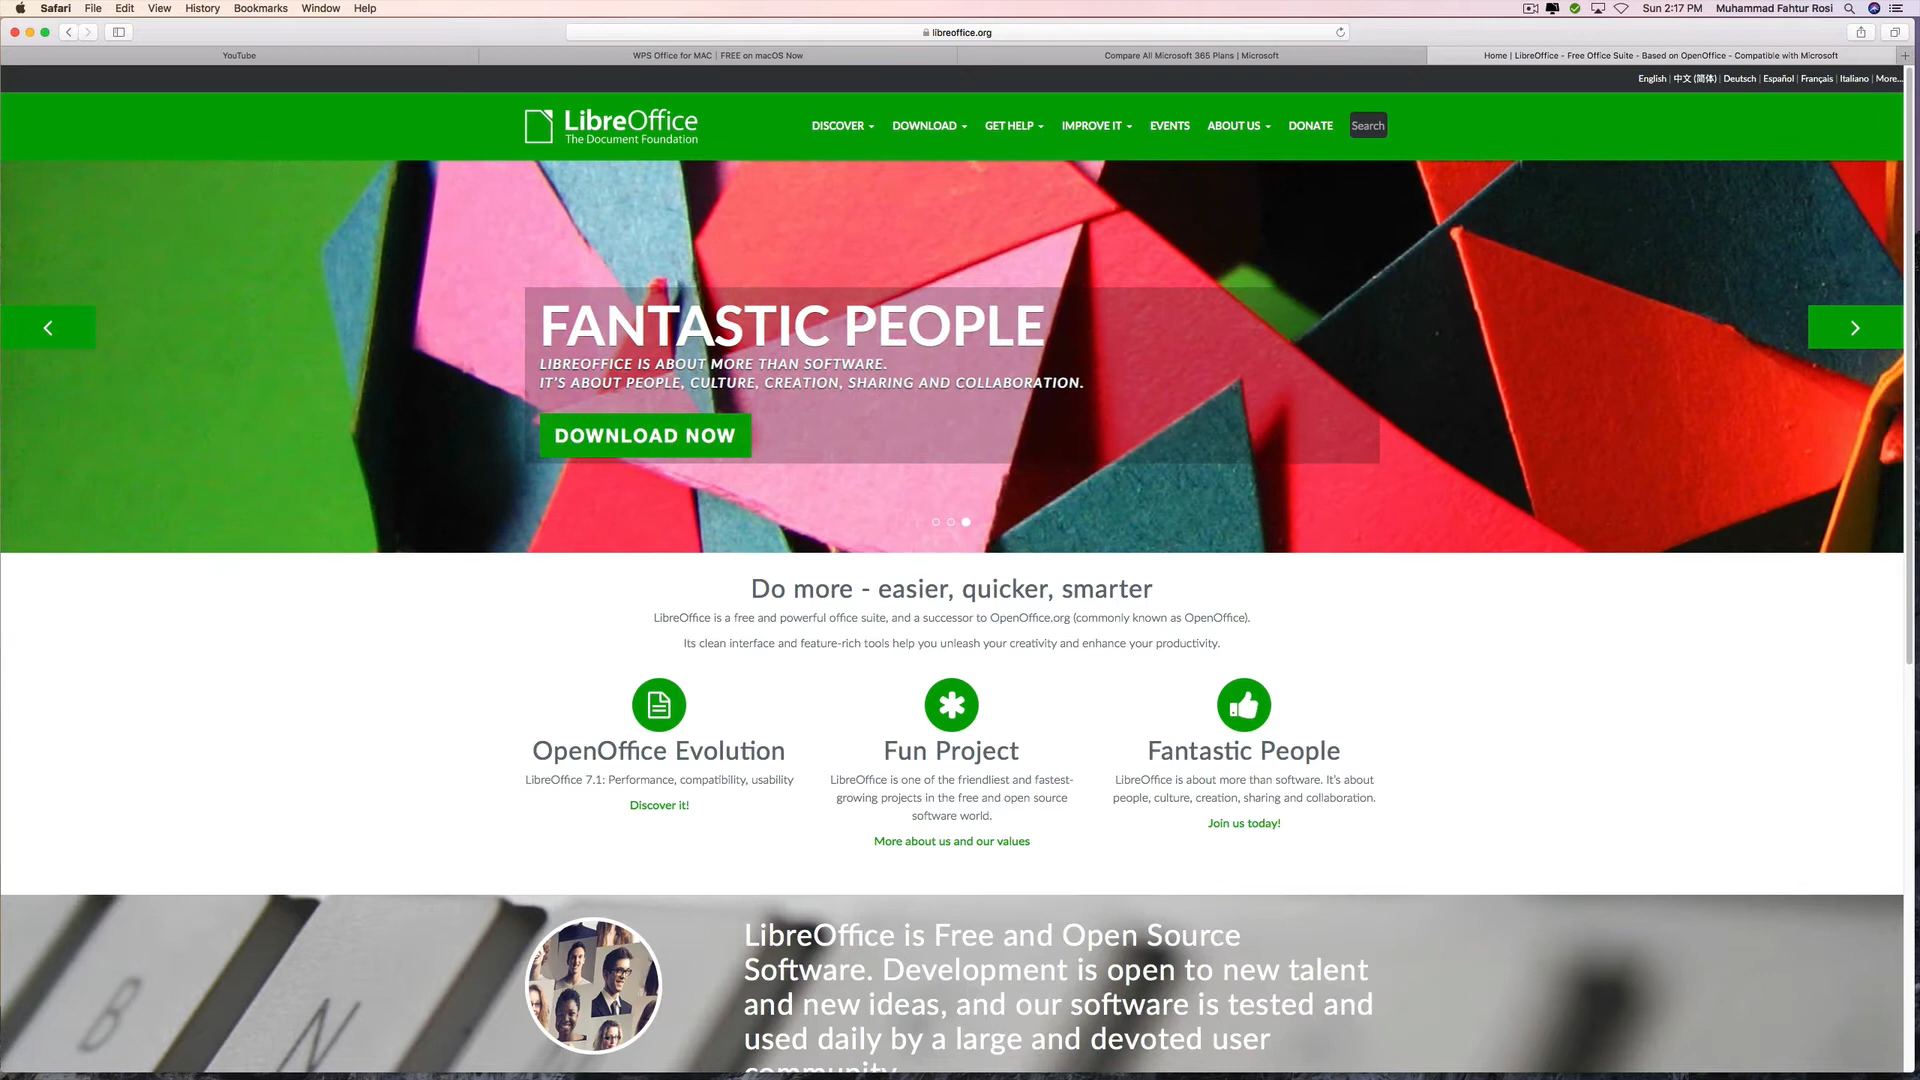 Safari File Edit View History Bookmarks Window Help
Sun 2:17 PM Muhammad Fahtur Rosi
libreoffice.org
YouTube
WPS Office for MAC | FREE on macOS Now
Compare All Microsoft 365 Plans | Microsoft
Home | LibreOffice - Free Office Suite - Based on OpenOffice - Compatible with Microsoft
English | 中文 (简体) | Deutsch | Español | Français | Italiano | More...
LibreOffice
The Document Foundation
DISCOVER DOWNLOAD GET HELP IMPROVE IT EVENTS ABOUT US DONATE Search
FANTASTIC PEOPLE
LIBREOFFICE IS ABOUT MORE THAN SOFTWARE.
IT'S ABOUT PEOPLE, CULTURE, CREATION, SHARING AND COLLABORATION.
DOWNLOAD NOW
Do more - easier, quicker, smarter
LibreOffice is a free and powerful office suite, and a successor to OpenOffice.org (commonly known as OpenOffice).
Its clean interface and feature-rich tools help you unleash your creativity and enhance your productivity.
OpenOffice Evolution
LibreOffice 7.1: Performance, compatibility, usability
Discover it!
Fun Project
LibreOffice is one of the friendliest and fastest-
growing projects in the free and open source
software world.
More about us and our values
Fantastic People
LibreOffice is about more than software. It's about
people, culture, creation, sharing and collaboration.
Join us today!
B
N
LibreOffice is Free and Open Source
Software. Development is open to new talent
and new ideas, and our software is tested and
used daily by a large and devoted user
community